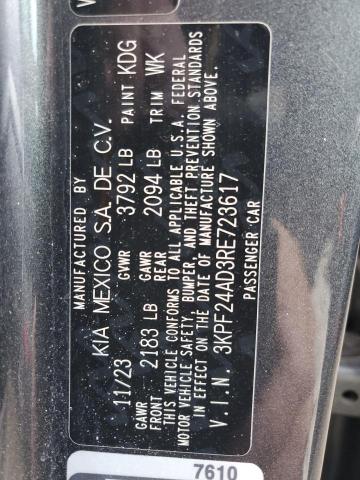 MANUFACTURED BY
KIA MEXICO S.A. DE C.V.
11/23 GVWR 3792 LB PAINT KDG
GAWR FRONT 2183 LB GAWR REAR 2094 LB TRIM WK
THIS VEHICLE CONFORMS TO ALL APPLICABLE U.S.A. FEDERAL
MOTOR VEHICLE SAFETY, BUMPER, AND THEFT PREVENTION STANDARDS
IN EFFECT ON THE DATE OF MANUFACTURE SHOWN ABOVE.
V.I.N. 3KPF24AD3RE723617
PASSENGER CAR
7610